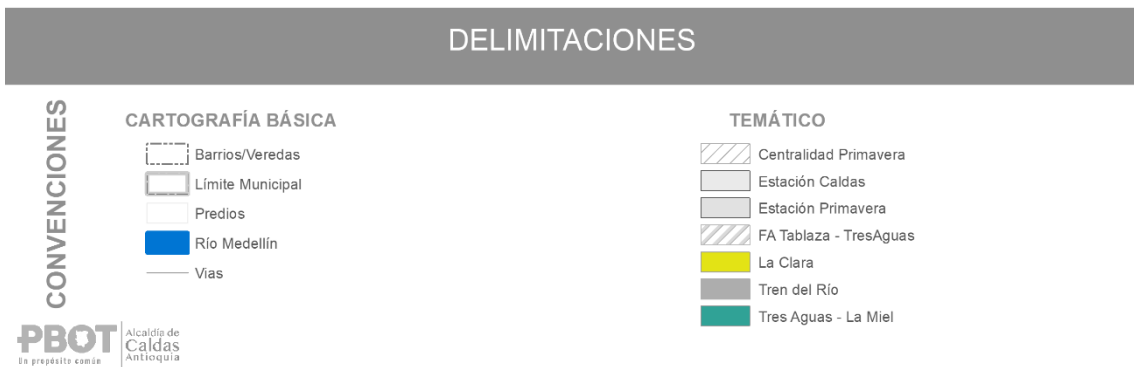 DELIMITACIONES
CONVENCIONES
CARTOGRAFÍA BÁSICA
Barrios/Veredas
Límite Municipal
Predios
Río Medellín
Vias
TEMÁTICO
Centralidad Primavera
Estación Caldas
Estación Primavera
FA Tablaza - TresAguas
La Clara
Tren del Río
Tres Aguas - La Miel
PBOT
Un propósito común
Alcaldía de
Caldas
Antioquia